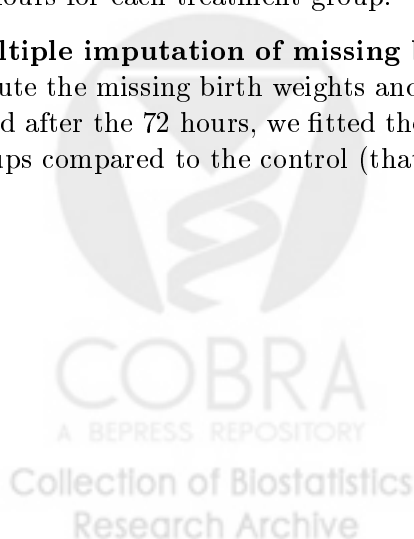 hours for each treatment group.
ltiple imputation of missing
ute the missing birth weights and
d after the 72 hours, we fitted the
ups compared to the control (that
COBRA
A BEPRESS REPOSITORY
Collection of Biostatistics
Research Archive